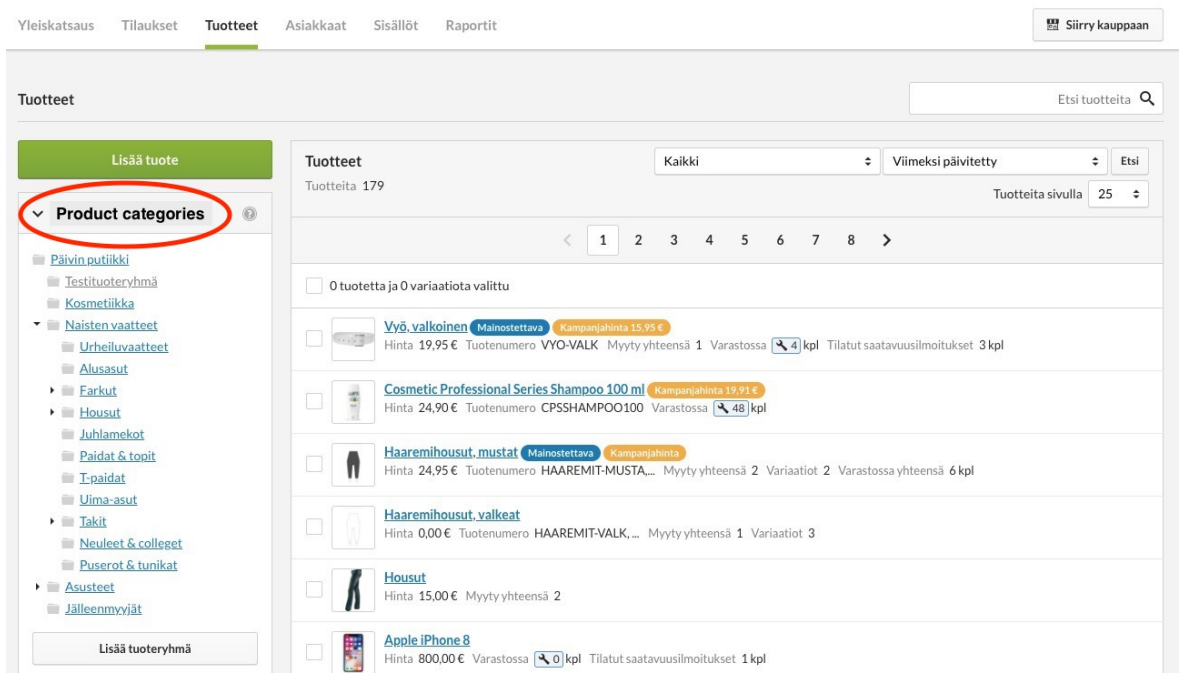 Yleiskatsaus Tilaukset Tuotteet Asiakkaat Sisällöt Raportit Siirry kauppaan
Tuotteet Etsi tuotteita
Lisää tuote
Product categories
Päivin putiikki
Testituoteryhmä
Kosmetiikka
Naisten vaatteet
Urheiluvaatteet
Alusasut
Farkut
Housut
Juhlamekot
Paidat & topit
T-paidat
Uima-asut
Takit
Neuleet & colleget
Puserot & tunikat
Asusteet
Jälleenmyyjät
Lisää tuoteryhmä
Tuotteet Kaikki Viimeksi päivitetty Etsi
Tuotteita 179 Tuotteita sivulla 25
1 2 3 4 5 6 7 8
0 tuotetta ja 0 variaatiota valittu
Vyö, valkoinen Mainostettava Kampanjahinta 15,95 €
Hinta 19,95 € Tuotenumero VYO-VALK Myyty yhteensä 1 Varastossa 4 kpl Tilatut saatavuusilmoitukset 3 kpl
Cosmetic Professional Series Shampoo 100 ml Kampanjahinta 19,91 €
Hinta 24,90 € Tuotenumero CPSSHAMPOO100 Varastossa 48 kpl
Haaremihousut, mustat Mainostettava Kampanjahinta
Hinta 24,95 € Tuotenumero HAAREMIT-MUSTA,... Myyty yhteensä 2 Variaatiot 2 Varastossa yhteensä 6 kpl
Haaremihousut, valkeat
Hinta 0,00 € Tuotenumero HAAREMIT-VALK, ... Myyty yhteensä 1 Variaatiot 3
Housut
Hinta 15,00 € Myyty yhteensä 2
Apple iPhone 8
Hinta 800,00 € Varastossa 0 kpl Tilatut saatavuusilmoitukset 1 kpl